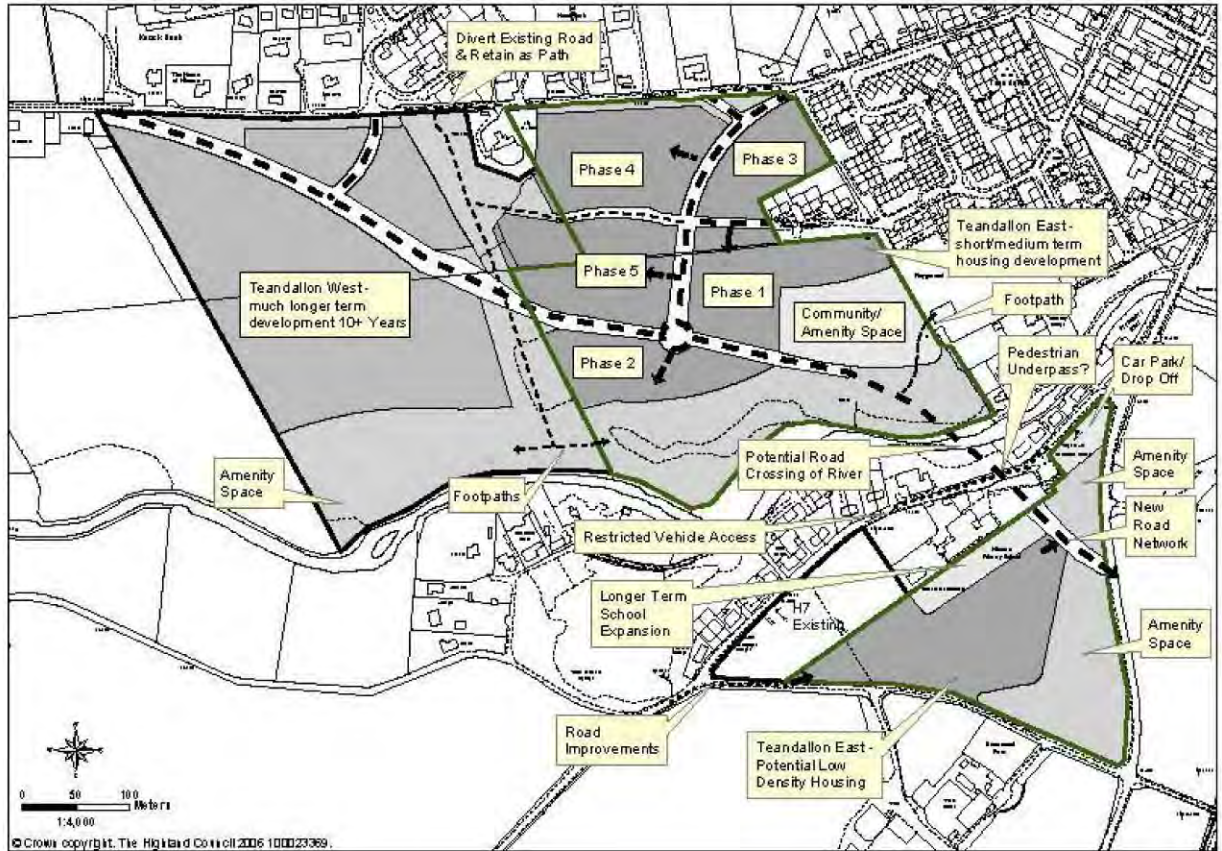 Divert Existing Road
& Retain as Path
Phase 4
Phase 3
Teandallon East-
short/medium term
housing development
Phase 5
Phase 1
Teandallon West-
much longer term
development 10+ Years
Community/
Amenity Space
Footpath
Phase 2
Pedestrian
Underpass?
Car Park/
Drop Off
Potential Road
Crossing of River
Amenity
Space
Amenity
Space
Footpaths
New
Road
Network
Restricted Vehicle Access
Longer Term
School
Expansion
H7
Existing
Amenity
Space
Road
Improvements
Teandallon East -
Potential Low
Density Housing
0 50 100
Meters
1:4,000
© Crown copyright. The Highland Council 2006 100023369.